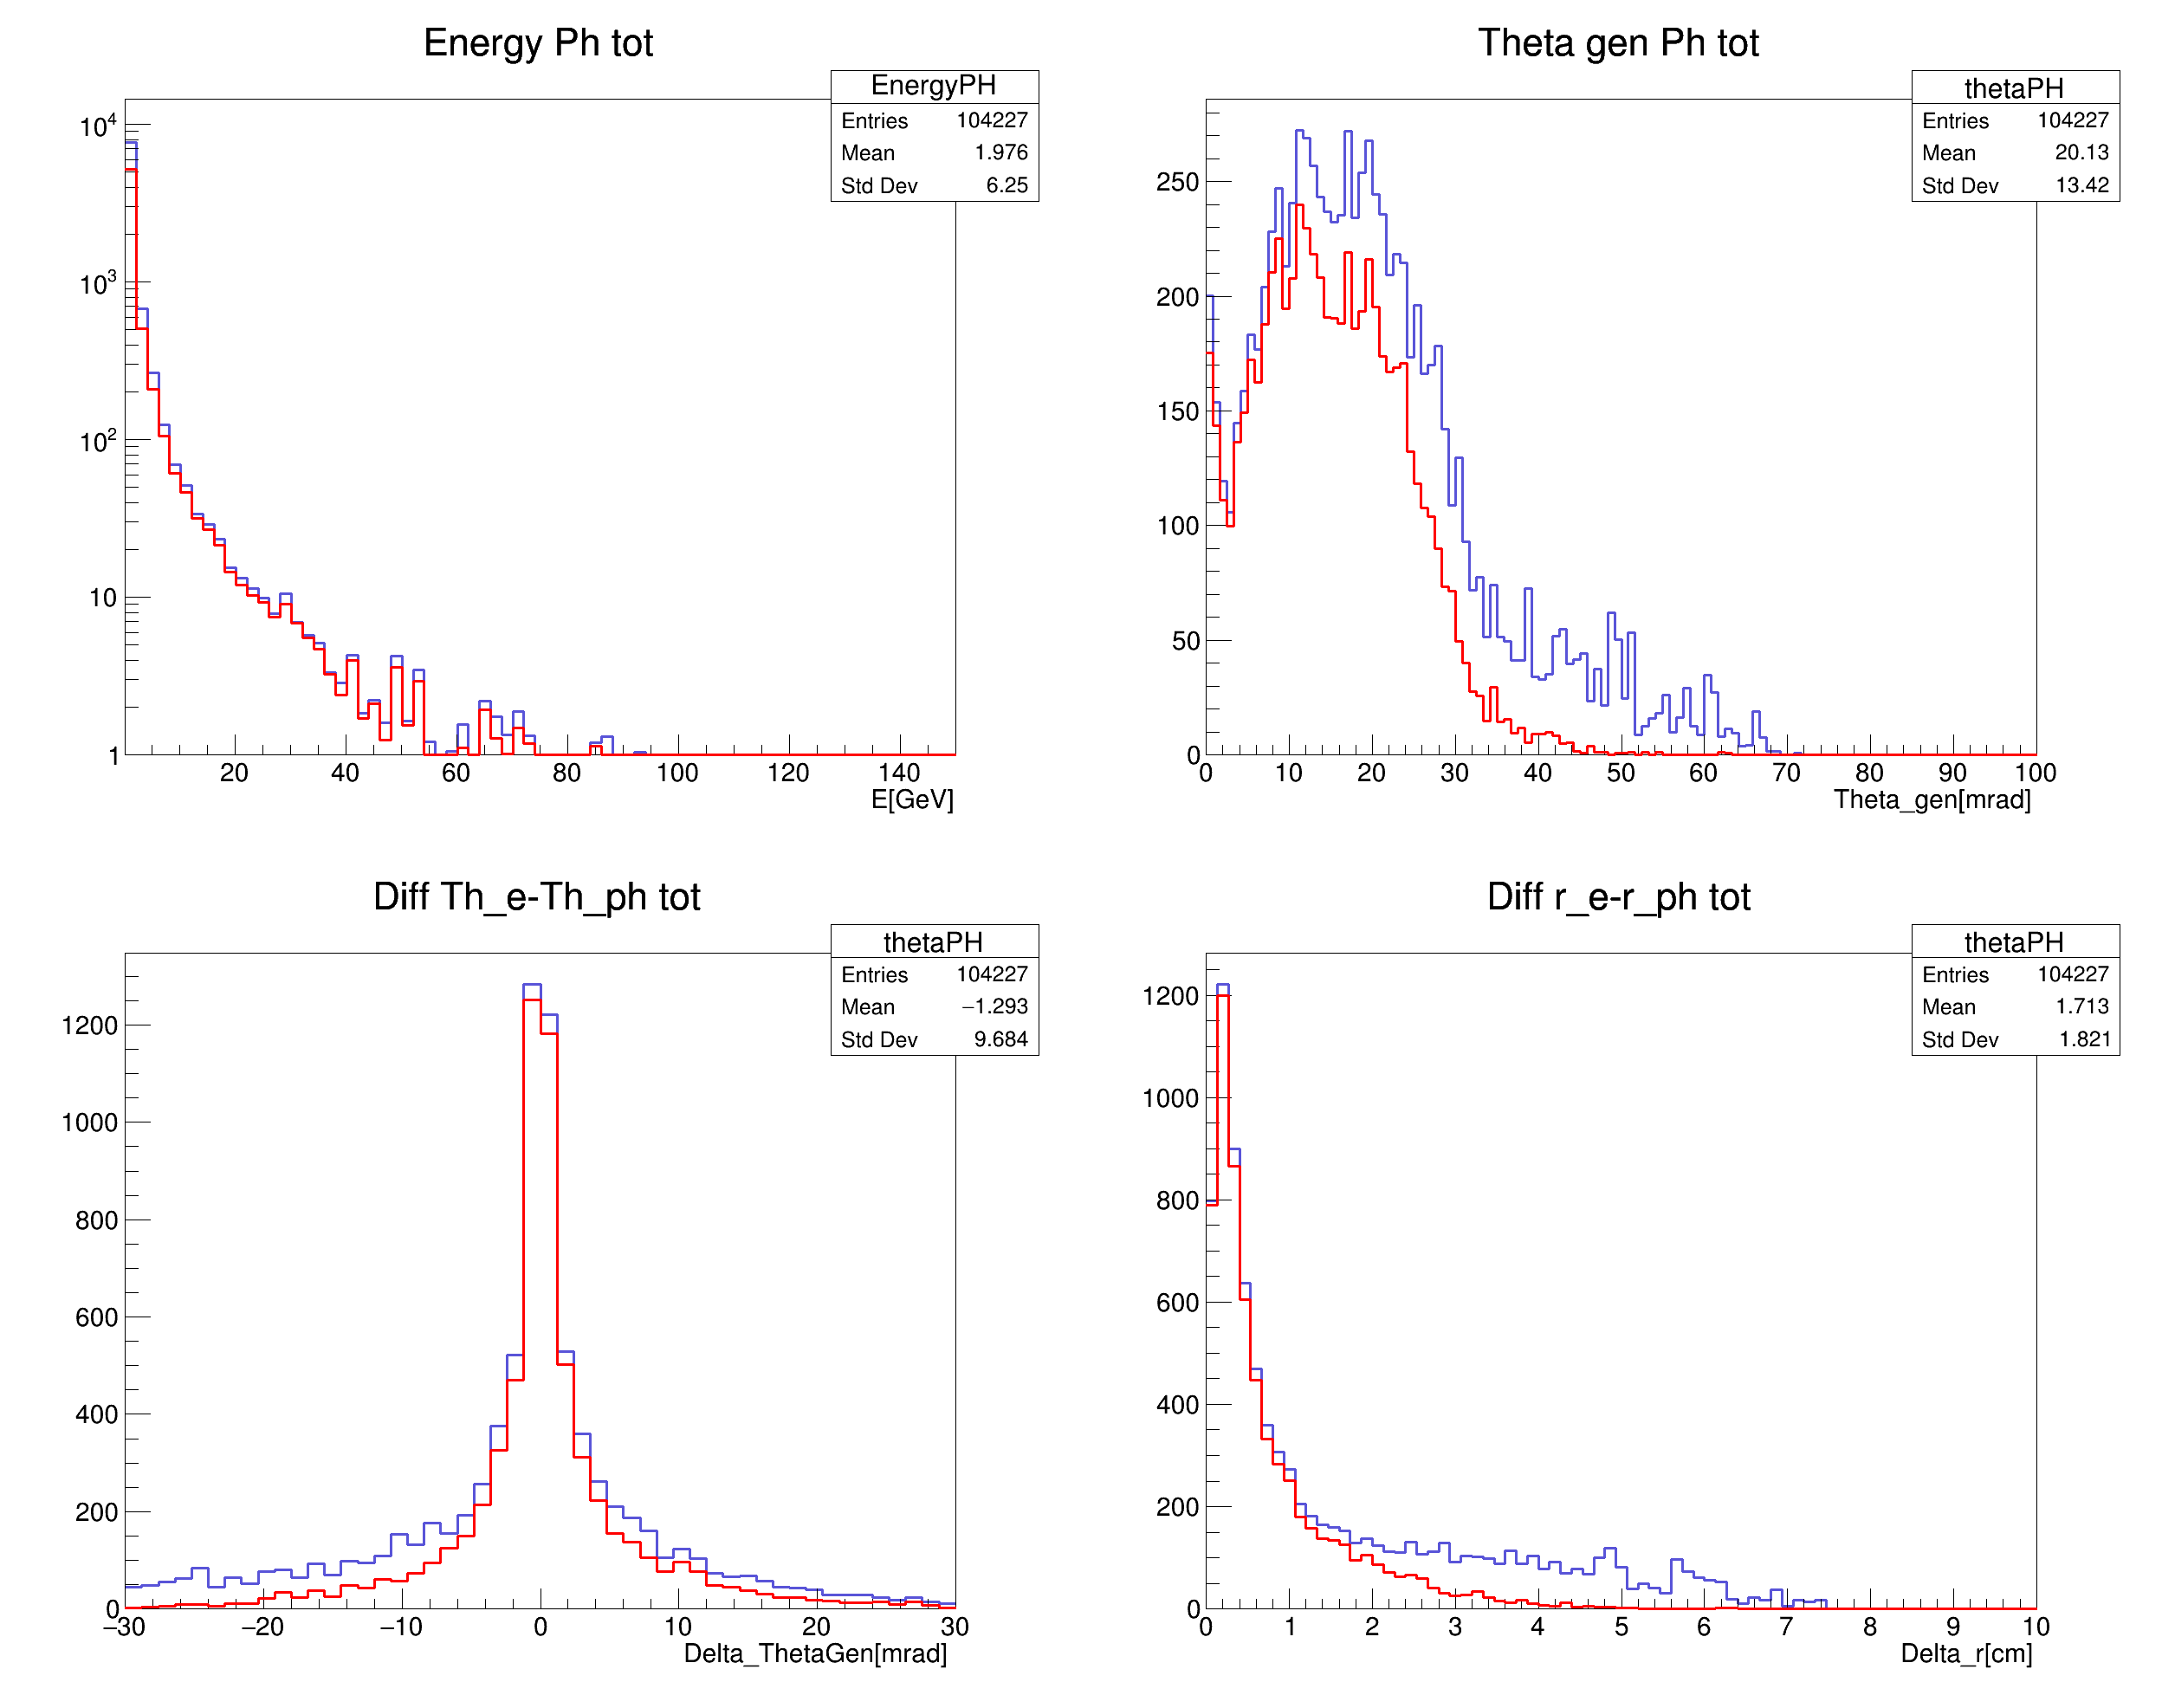 Energy Ph tot
EnergyPH
Entries 104227
Mean 1.976
Std Dev 6.25
10^4
10^3
10^2
10
1
20 40 60 80 100 120 140
E[GeV]
Theta gen Ph tot
thetaPH
Entries 104227
Mean 20.13
Std Dev 13.42
250
200
150
100
50
0
0 10 20 30 40 50 60 70 80 90 100
Theta_gen[mrad]
Diff Th_e-Th_ph tot
thetaPH
Entries 104227
Mean −1.293
Std Dev 9.684
1200
1000
800
600
400
200
0
−30 −20 −10 0 10 20 30
Delta_ThetaGen[mrad]
Diff r_e-r_ph tot
thetaPH
Entries 104227
Mean 1.713
Std Dev 1.821
1200
1000
800
600
400
200
0
0 1 2 3 4 5 6 7 8 9 10
Delta_r[cm]